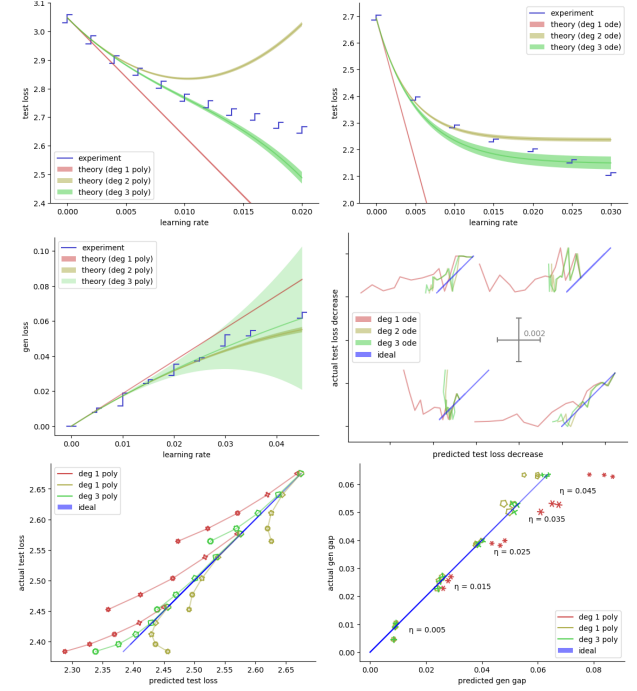 3.1
3.0
2.9
2.8
2.7
2.6
2.5
2.4
test loss
experiment
theory (deg 1 poly)
theory (deg 2 poly)
theory (deg 3 poly)
0.000
0.005
0.010
0.015
0.020
learning rate
2.7
2.6
2.5
2.4
2.3
2.2
2.1
2.0
test loss
experiment
theory (deg 1 ode)
theory (deg 2 ode)
theory (deg 3 ode)
0.000
0.005
0.010
0.015
0.020
0.025
0.030
learning rate
0.10
0.08
0.06
0.04
0.02
0.00
gen loss
experiment
theory (deg 1 poly)
theory (deg 2 poly)
theory (deg 3 poly)
0.00
0.01
0.02
0.03
0.04
learning rate
actual test loss decrease
deg 1 ode
deg 2 ode
deg 3 ode
ideal
0.002
predicted test loss decrease
2.65
2.60
2.55
2.50
2.45
2.40
actual test loss
deg 1 poly
deg 1 poly
deg 3 poly
ideal
2.30
2.35
2.40
2.45
2.50
2.55
2.60
2.65
predicted test loss
0.06
0.05
0.04
0.03
0.02
0.01
0.00
actual gen gap
η = 0.045
η = 0.035
η = 0.025
η = 0.015
η = 0.005
deg 1 poly
deg 1 poly
deg 3 poly
ideal
0.00
0.02
0.04
0.06
0.08
predicted gen gap